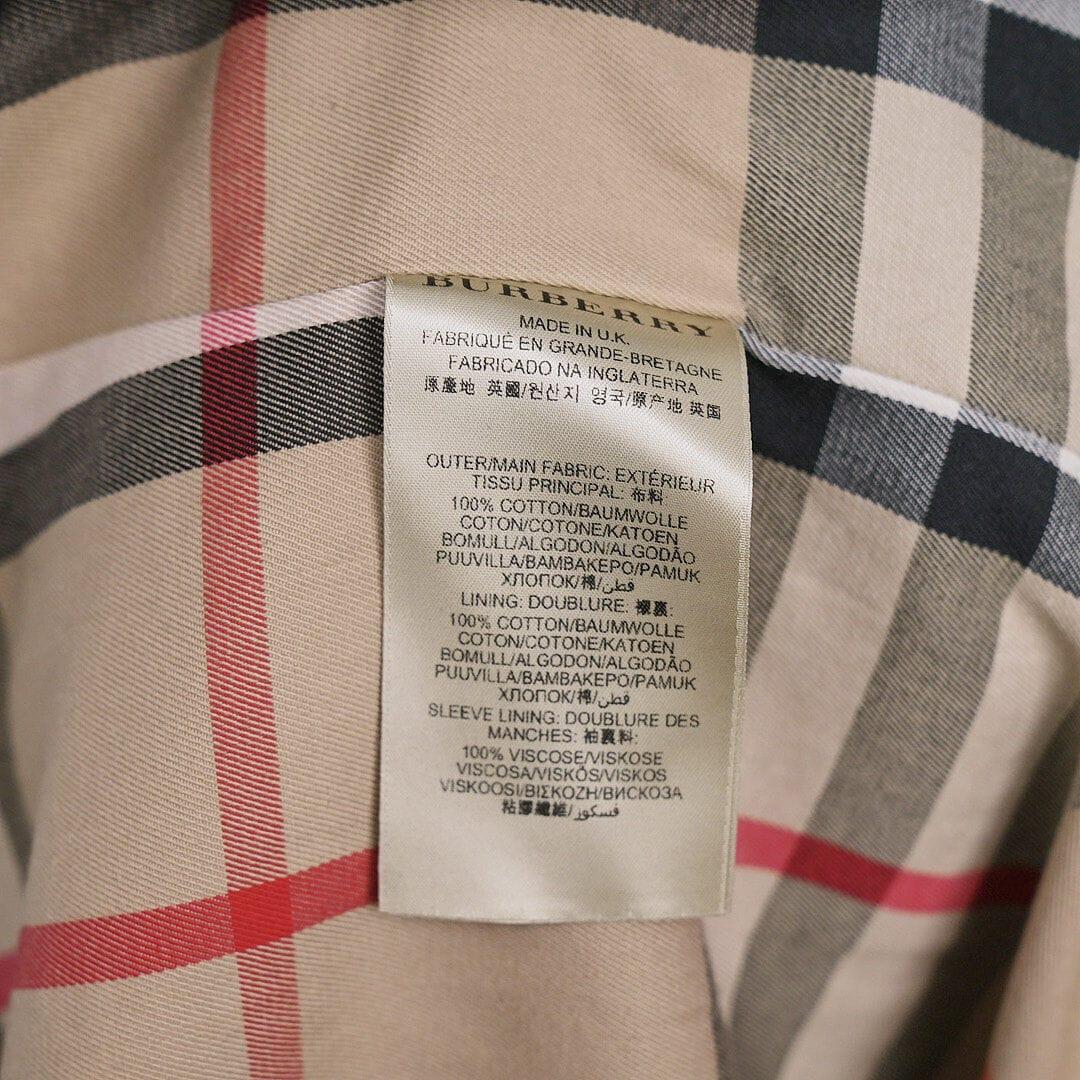 BURBERRY
MADE IN U.K.
FABRIQUÉ EN GRANDE-BRETAGNE
FABRICADO NA INGLATERRA
原產地 英國/원산지 영국/原产地 英国
OUTER/MAIN FABRIC: EXTÉRIEUR
TISSU PRINCIPAL: 布料
100% COTTON/BAUMWOLLE
COTON/COTONE/KATOEN
BOMULL/ALGODON/ALGODÃO
PUUVILLA/BAMBAKEPO/PAMUK
ХЛОПОК/棉/قطن
LINING: DOUBLURE: 襯裏:
100% COTTON/BAUMWOLLE
COTON/COTONE/KATOEN
BOMULL/ALGODON/ALGODÃO
PUUVILLA/BAMBAKEPO/PAMUK
ХЛОПОК/棉/قطن
SLEEVE LINING: DOUBLURE DES
MANCHES: 袖裏料:
100% VISCOSE/VISKOSE
VISCOSA/VISKÓS/VISKOS
VISKOOSI/ΒΙΣΚΟΖΗ/ВИСКОЗА
粘膠纖維/فسكوز